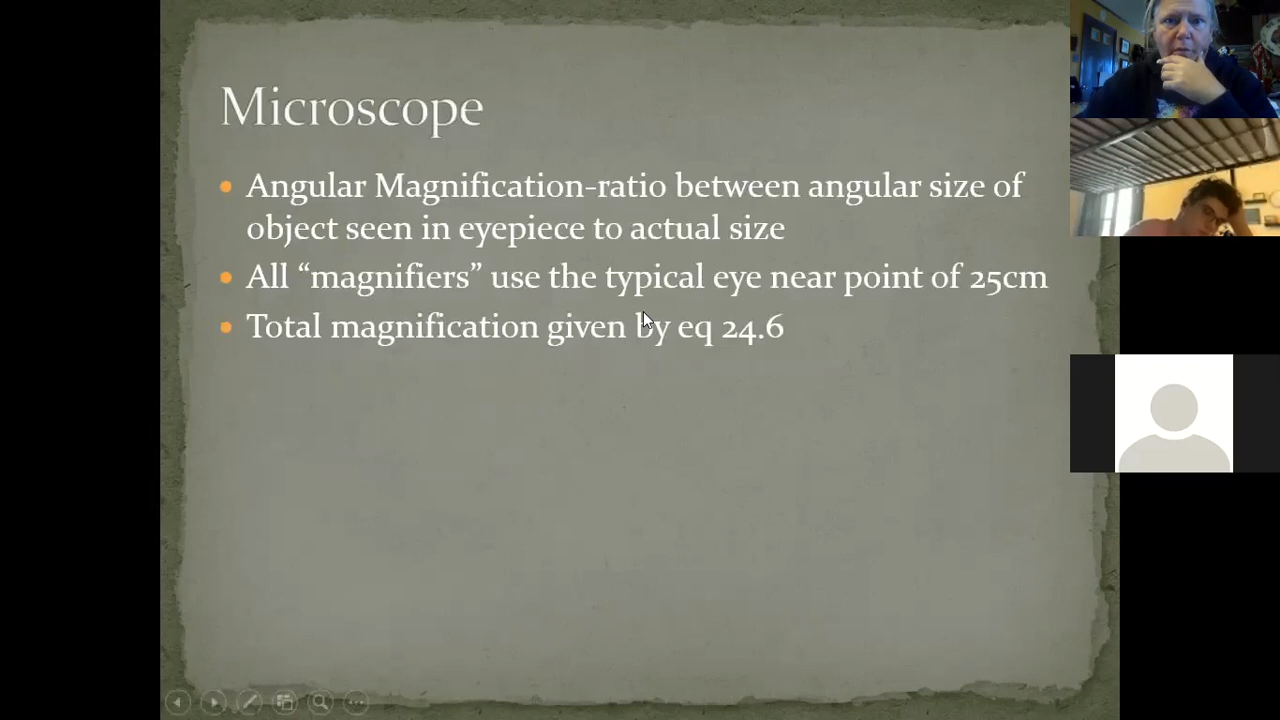 Microscope
Angular Magnification-ratio between angular size of
object seen in eyepiece to actual size
All “magnifiers” use the typical eye near point of 25cm
Total magnification given by eq 24.6